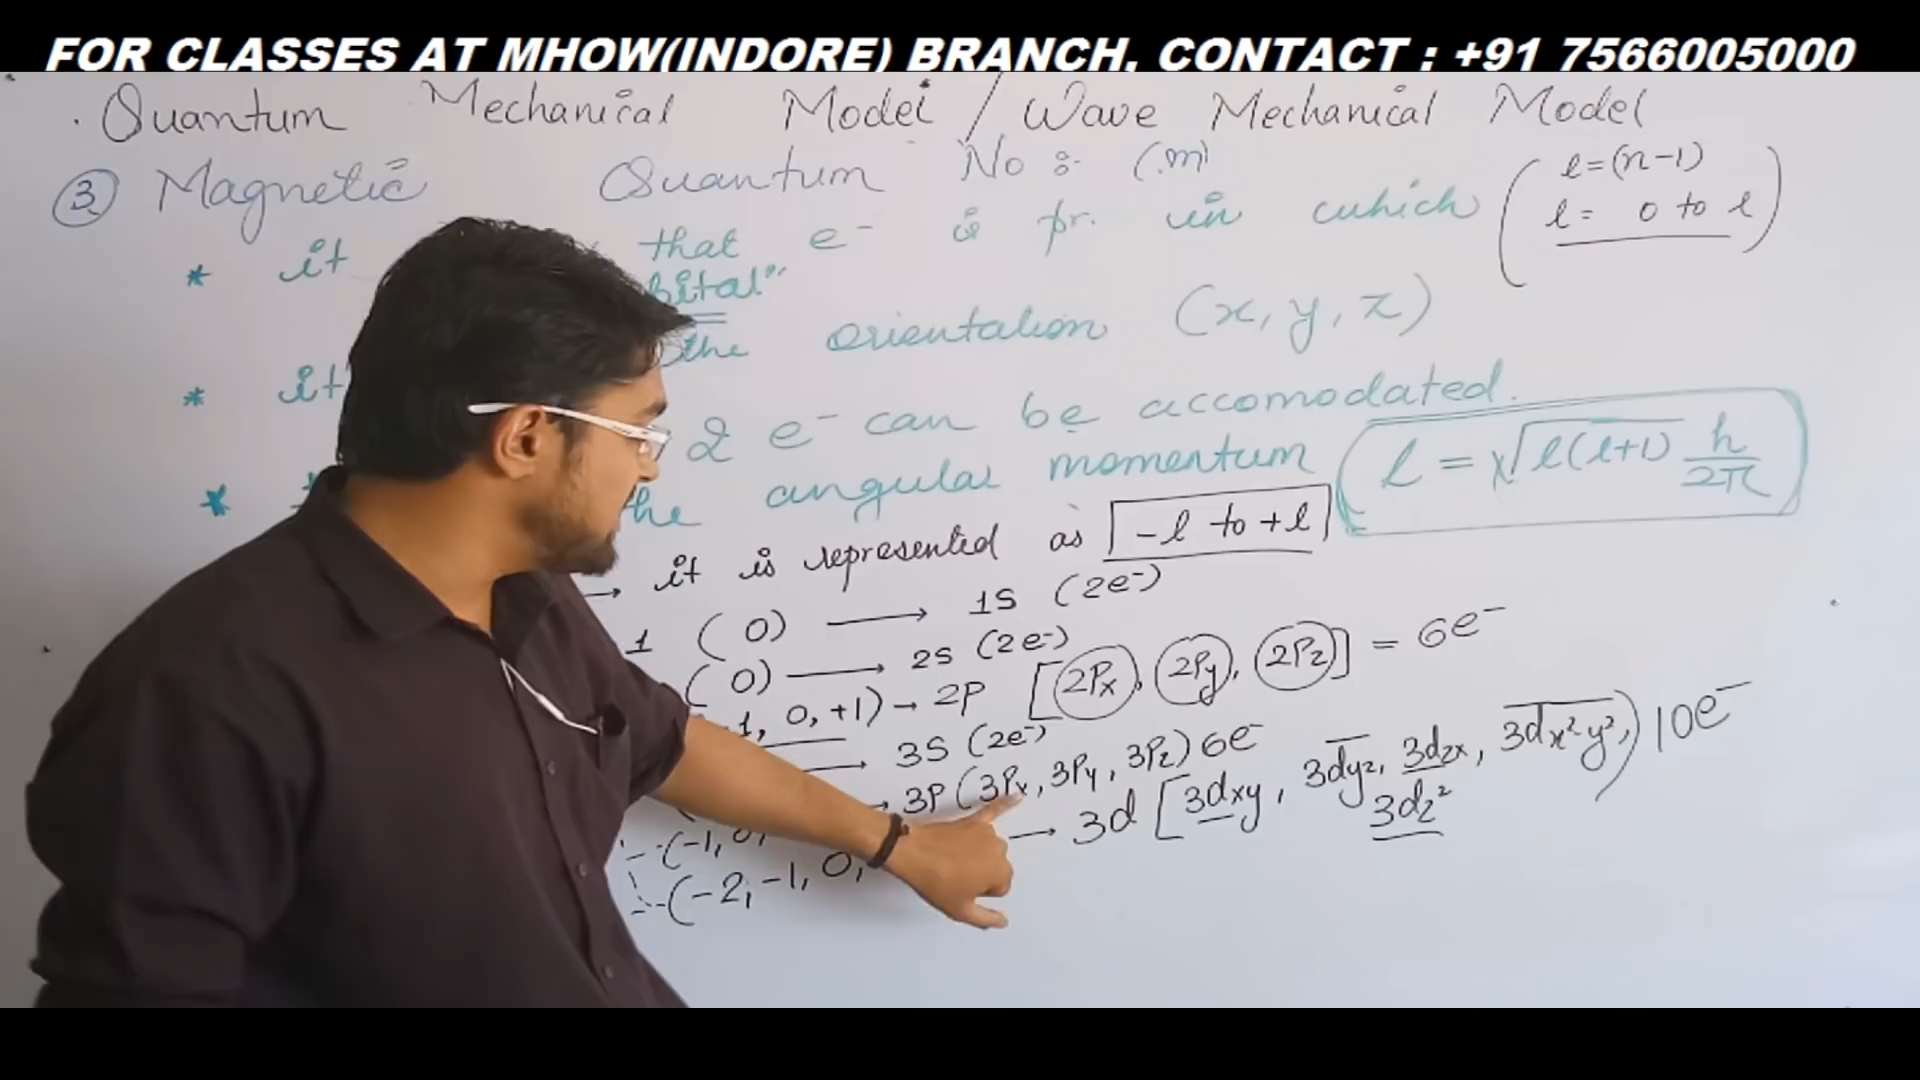 FOR CLASSES AT MHOW(INDORE) BRANCH, CONTACT : +91 7566005000
Quantum Mechanical Model / Wave Mechanical Model
③ Magnetic Quantum No :- (m)
l = (n-1)
l = 0 to l
* it that e⁻ is pr. in which
bital"
* it the orientation (x, y, z)
2 e⁻ can be accomodated.
* the angular momentum L = √l(l+1) h/2π
→ it is represented as -l to +l
1 (0) → 1S (2e⁻)
(0) → 2S (2e⁻)
-1, 0, +1) → 2P [2Px, 2Py, 2Pz] = 6e⁻
→ 3S (2e⁻)
(-1, 0, → 3P (3Px, 3Py, 3Pz) 6e⁻
(-2, -1, 0, → 3d [3dxy, 3dyz, 3dzx, 3dx²y², 3dz²) 10e⁻